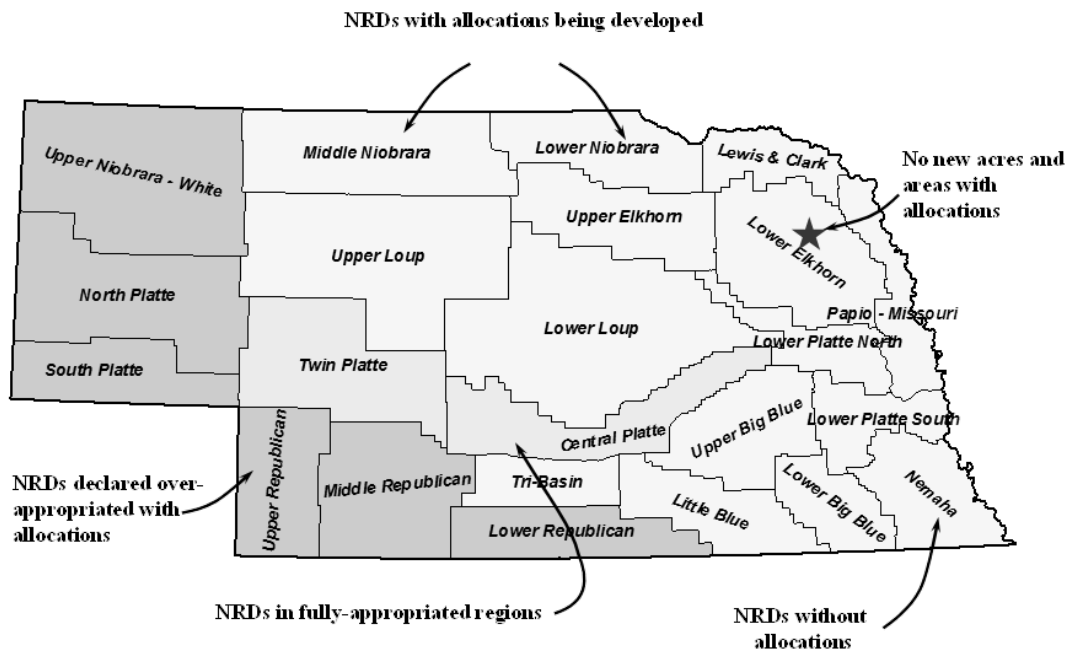 NRDs with allocations being developed
Upper Niobrara - White
Middle Niobrara
Lower Niobrara
Lewis & Clark
No new acres and
areas with
allocations
Upper Elkhorn
Lower Elkhorn
Upper Loup
North Platte
Lower Loup
Papio - Missouri
Lower Platte North
South Platte
Twin Platte
Central Platte
Upper Big Blue
Lower Platte South
NRDs declared over-
appropriated with
allocations
Upper Republican
Middle Republican
Tri-Basin
Lower Republican
Little Blue
Lower Big Blue
Nemaha
NRDs in fully-appropriated regions
NRDs without
allocations